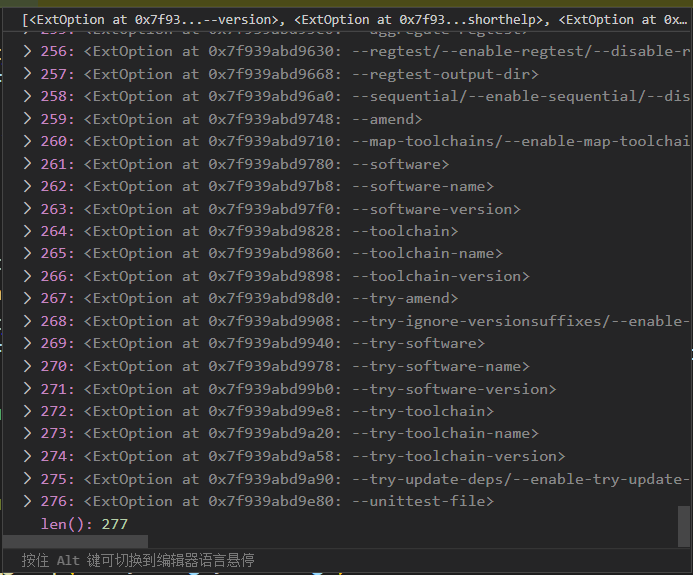 [<ExtOption at 0x7f93...--version>, <ExtOption at 0x7f93...shorthelp>, <ExtOption at 0x…
256: <ExtOption at 0x7f939abd9630: --regtest/--enable-regtest/--disable-r
257: <ExtOption at 0x7f939abd9668: --regtest-output-dir>
258: <ExtOption at 0x7f939abd96a0: --sequential/--enable-sequential/--dis
259: <ExtOption at 0x7f939abd9748: --amend>
260: <ExtOption at 0x7f939abd9710: --map-toolchains/--enable-map-toolchai
261: <ExtOption at 0x7f939abd9780: --software>
262: <ExtOption at 0x7f939abd97b8: --software-name>
263: <ExtOption at 0x7f939abd97f0: --software-version>
264: <ExtOption at 0x7f939abd9828: --toolchain>
265: <ExtOption at 0x7f939abd9860: --toolchain-name>
266: <ExtOption at 0x7f939abd9898: --toolchain-version>
267: <ExtOption at 0x7f939abd98d0: --try-amend>
268: <ExtOption at 0x7f939abd9908: --try-ignore-versionsuffixes/--enable-
269: <ExtOption at 0x7f939abd9940: --try-software>
270: <ExtOption at 0x7f939abd9978: --try-software-name>
271: <ExtOption at 0x7f939abd99b0: --try-software-version>
272: <ExtOption at 0x7f939abd99e8: --try-toolchain>
273: <ExtOption at 0x7f939abd9a20: --try-toolchain-name>
274: <ExtOption at 0x7f939abd9a58: --try-toolchain-version>
275: <ExtOption at 0x7f939abd9a90: --try-update-deps/--enable-try-update-
276: <ExtOption at 0x7f939abd9e80: --unittest-file>
len(): 277
按住 Alt 键可切换到编辑器语言悬停